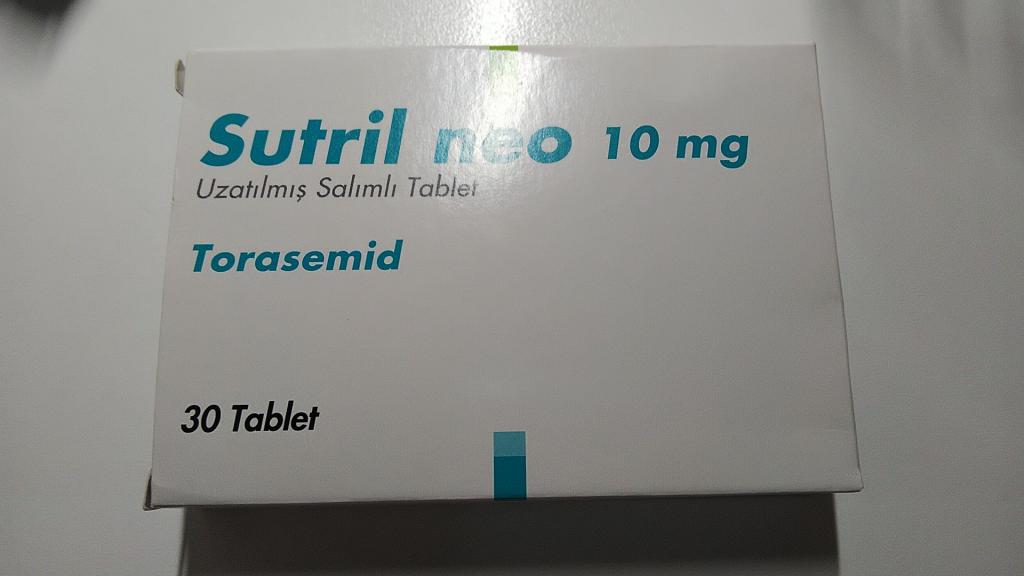 Sutril neo 10 mg
Uzatılmış Salımlı Tablet
Torasemid
30 Tablet